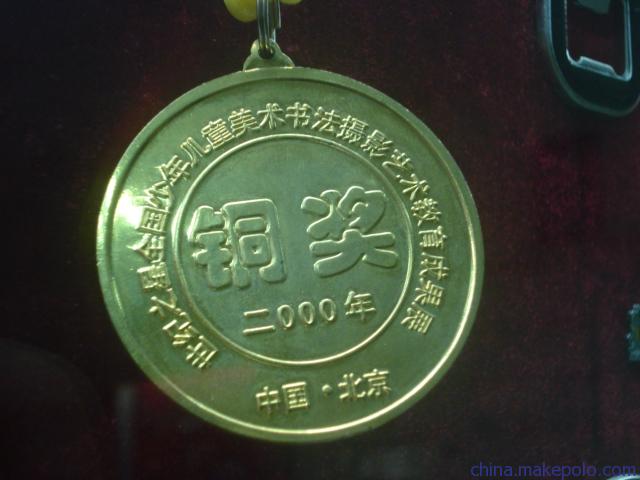 世纪之星全国少年儿童美术书法摄影艺术教育成果展
铜奖
二000年
中国·北京
china.makepolo.com